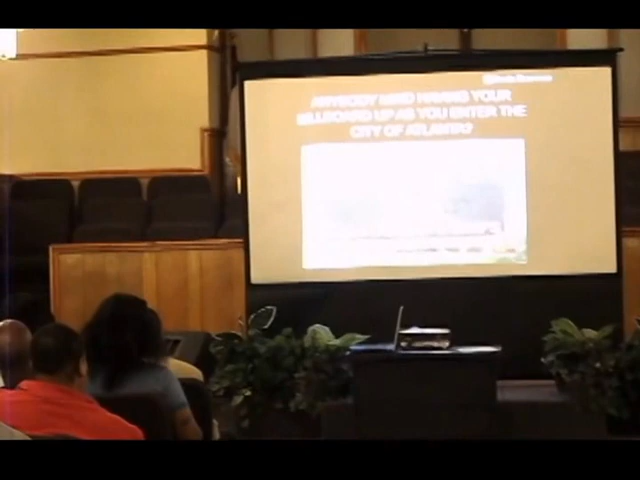 ANYBODY MIND HAVING YOUR
BILLBOARD UP AS YOU ENTER THE
CITY OF ATLANTA?